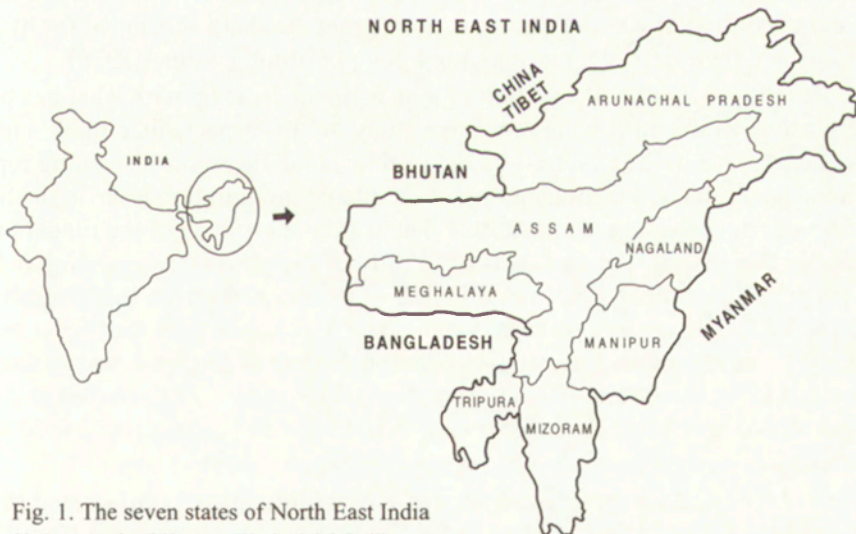 NORTH EAST INDIA
CHINA
TIBET
ARUNACHAL PRADESH
INDIA
BHUTAN
ASSAM
NAGALAND
MEGHALAYA
MYANMAR
BANGLADESH
MANIPUR
TRIPURA
MIZORAM
Fig. 1. The seven states of North East India